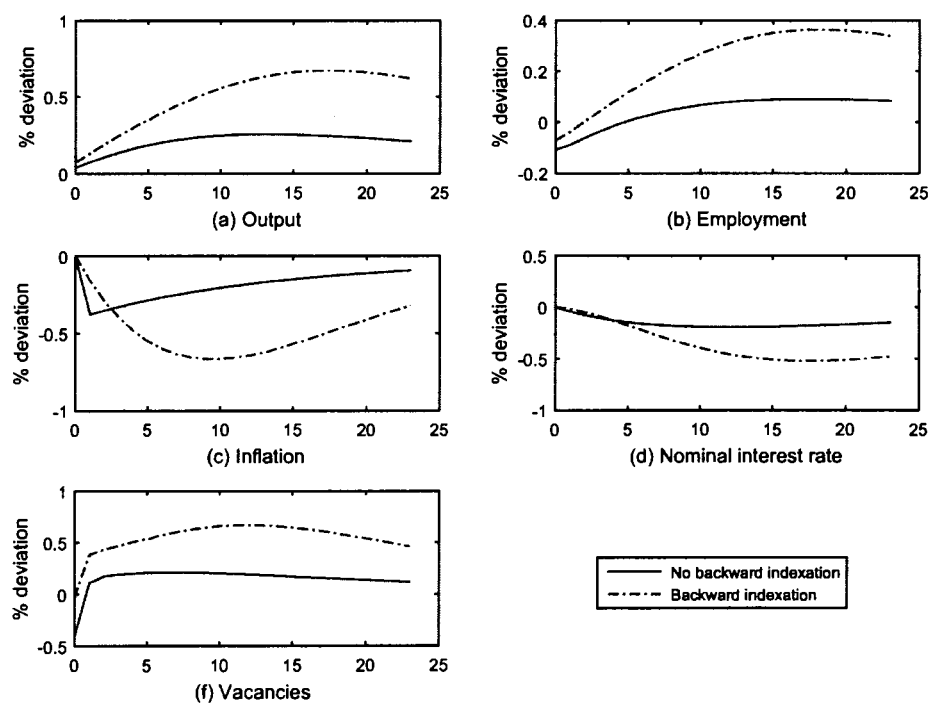 1
0.5
0
% deviation
0 5 10 15 20 25
(a) Output
0.4
0.2
0
-0.2
% deviation
0 5 10 15 20 25
(b) Employment
0
-0.5
-1
% deviation
0 5 10 15 20 25
(c) Inflation
0.5
0
-0.5
-1
% deviation
0 5 10 15 20 25
(d) Nominal interest rate
1
0.5
0
-0.5
% deviation
0 5 10 15 20 25
(f) Vacancies
No backward indexation
Backward indexation